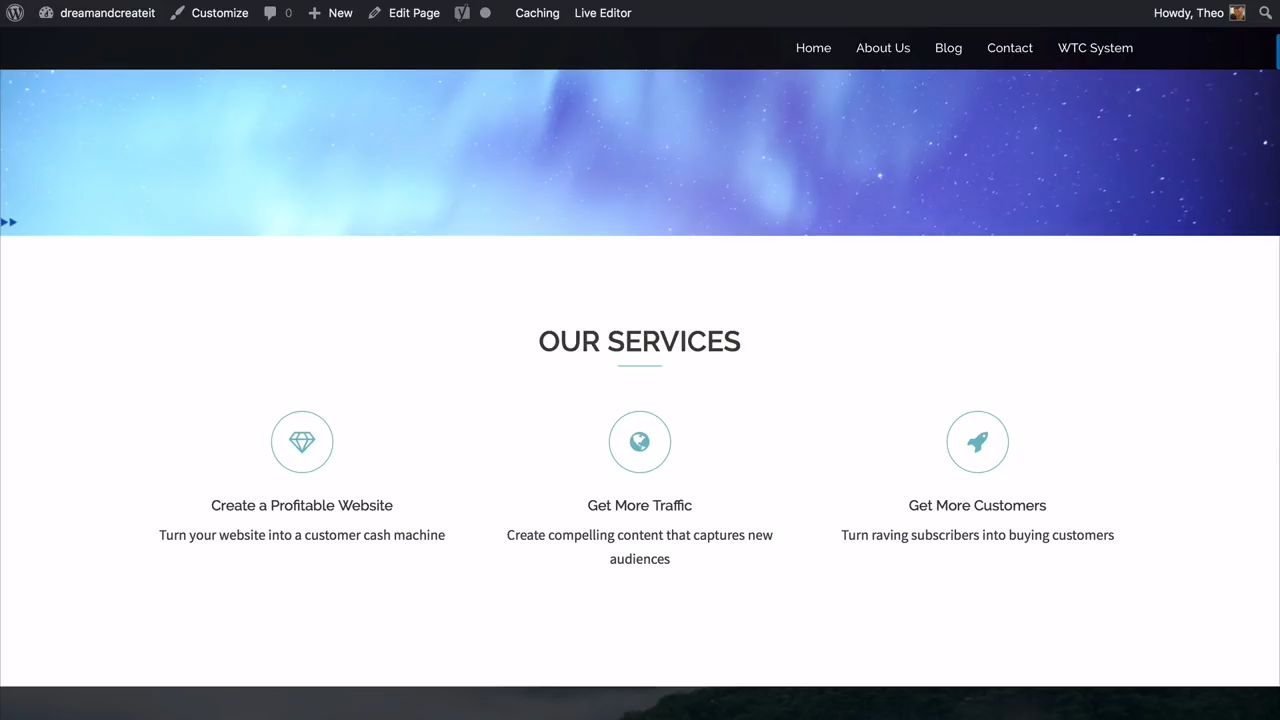 dreamandcreateit Customize 0 New Edit Page Caching Live Editor Howdy, Theo
Home About Us Blog Contact WTC System
OUR SERVICES
Create a Profitable Website
Turn your website into a customer cash machine
Get More Traffic
Create compelling content that captures new
audiences
Get More Customers
Turn raving subscribers into buying customers